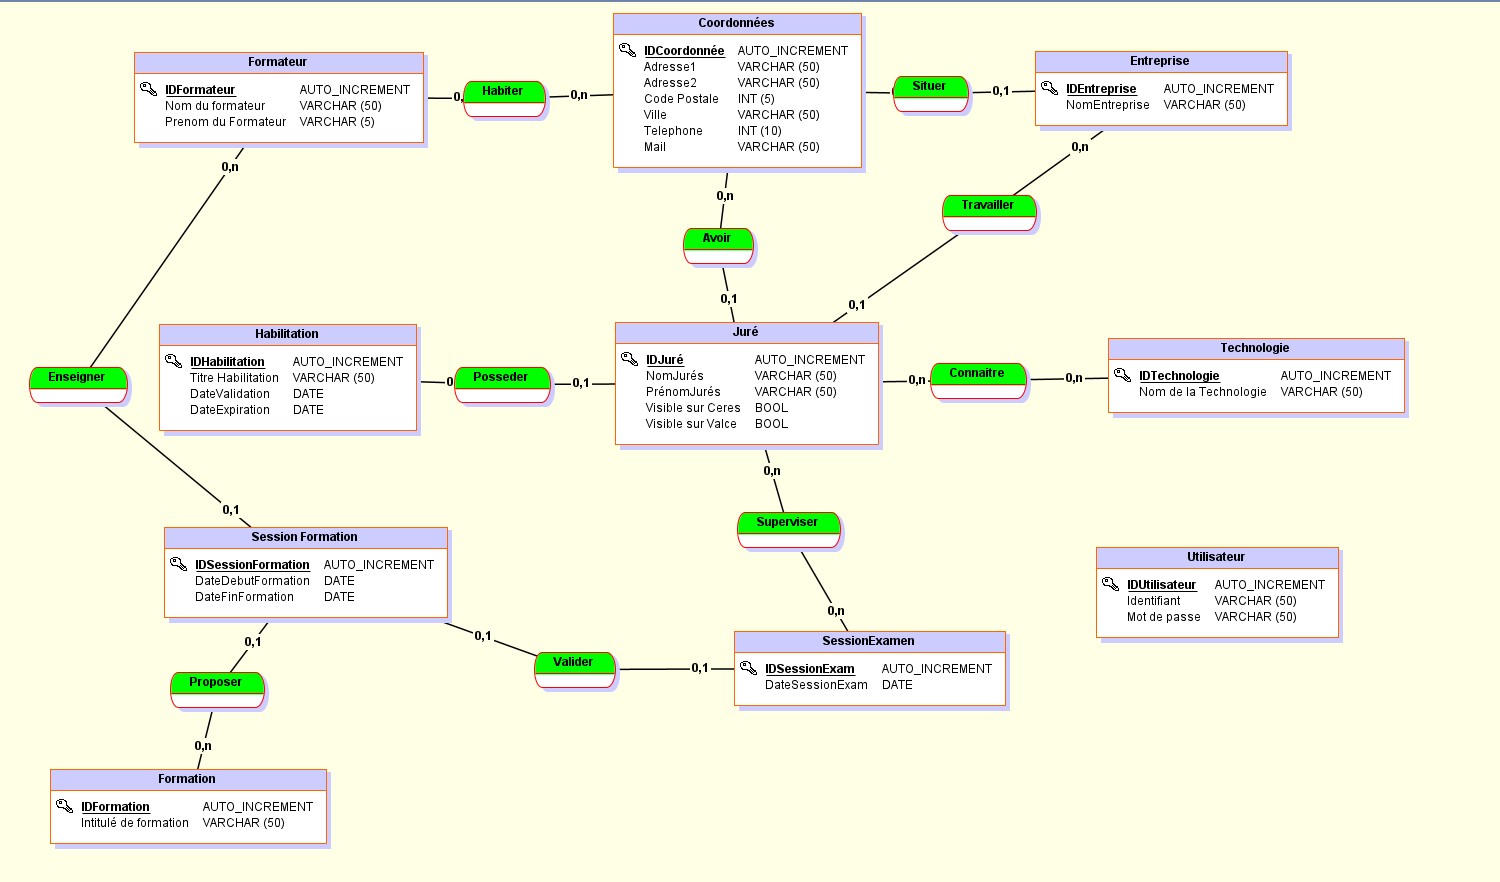 Coordonnées
IDCoordonnée AUTO_INCREMENT
Adresse1 VARCHAR (50)
Adresse2 VARCHAR (50)
Code Postale INT (5)
Ville VARCHAR (50)
Telephone INT (10)
Mail VARCHAR (50)
Formateur
IDFormateur AUTO_INCREMENT
Nom du formateur VARCHAR (50)
Prenom du Formateur VARCHAR (5)
Habiter
0,n
Situer
0,1
Entreprise
IDEntreprise AUTO_INCREMENT
NomEntreprise VARCHAR (50)
0,n
0,n
0,n
Travailler
Avoir
0,1
0,1
Habilitation
IDHabilitation AUTO_INCREMENT
Titre Habilitation VARCHAR (50)
DateValidation DATE
DateExpiration DATE
Posseder
0,1
Juré
IDJuré AUTO_INCREMENT
NomJurés VARCHAR (50)
PrénomJurés VARCHAR (50)
Visible sur Ceres BOOL
Visible sur Valce BOOL
0,n
Connaitre
0,n
Technologie
IDTechnologie AUTO_INCREMENT
Nom de la Technologie VARCHAR (50)
Enseigner
0,1
0,n
Superviser
Session Formation
IDSessionFormation AUTO_INCREMENT
DateDebutFormation DATE
DateFinFormation DATE
Utilisateur
IDUtilisateur AUTO_INCREMENT
Identifiant VARCHAR (50)
Mot de passe VARCHAR (50)
0,n
0,1
0,1
Valider
0,1
SessionExamen
IDSessionExam AUTO_INCREMENT
DateSessionExam DATE
Proposer
0,n
Formation
IDFormation AUTO_INCREMENT
Intitulé de formation VARCHAR (50)